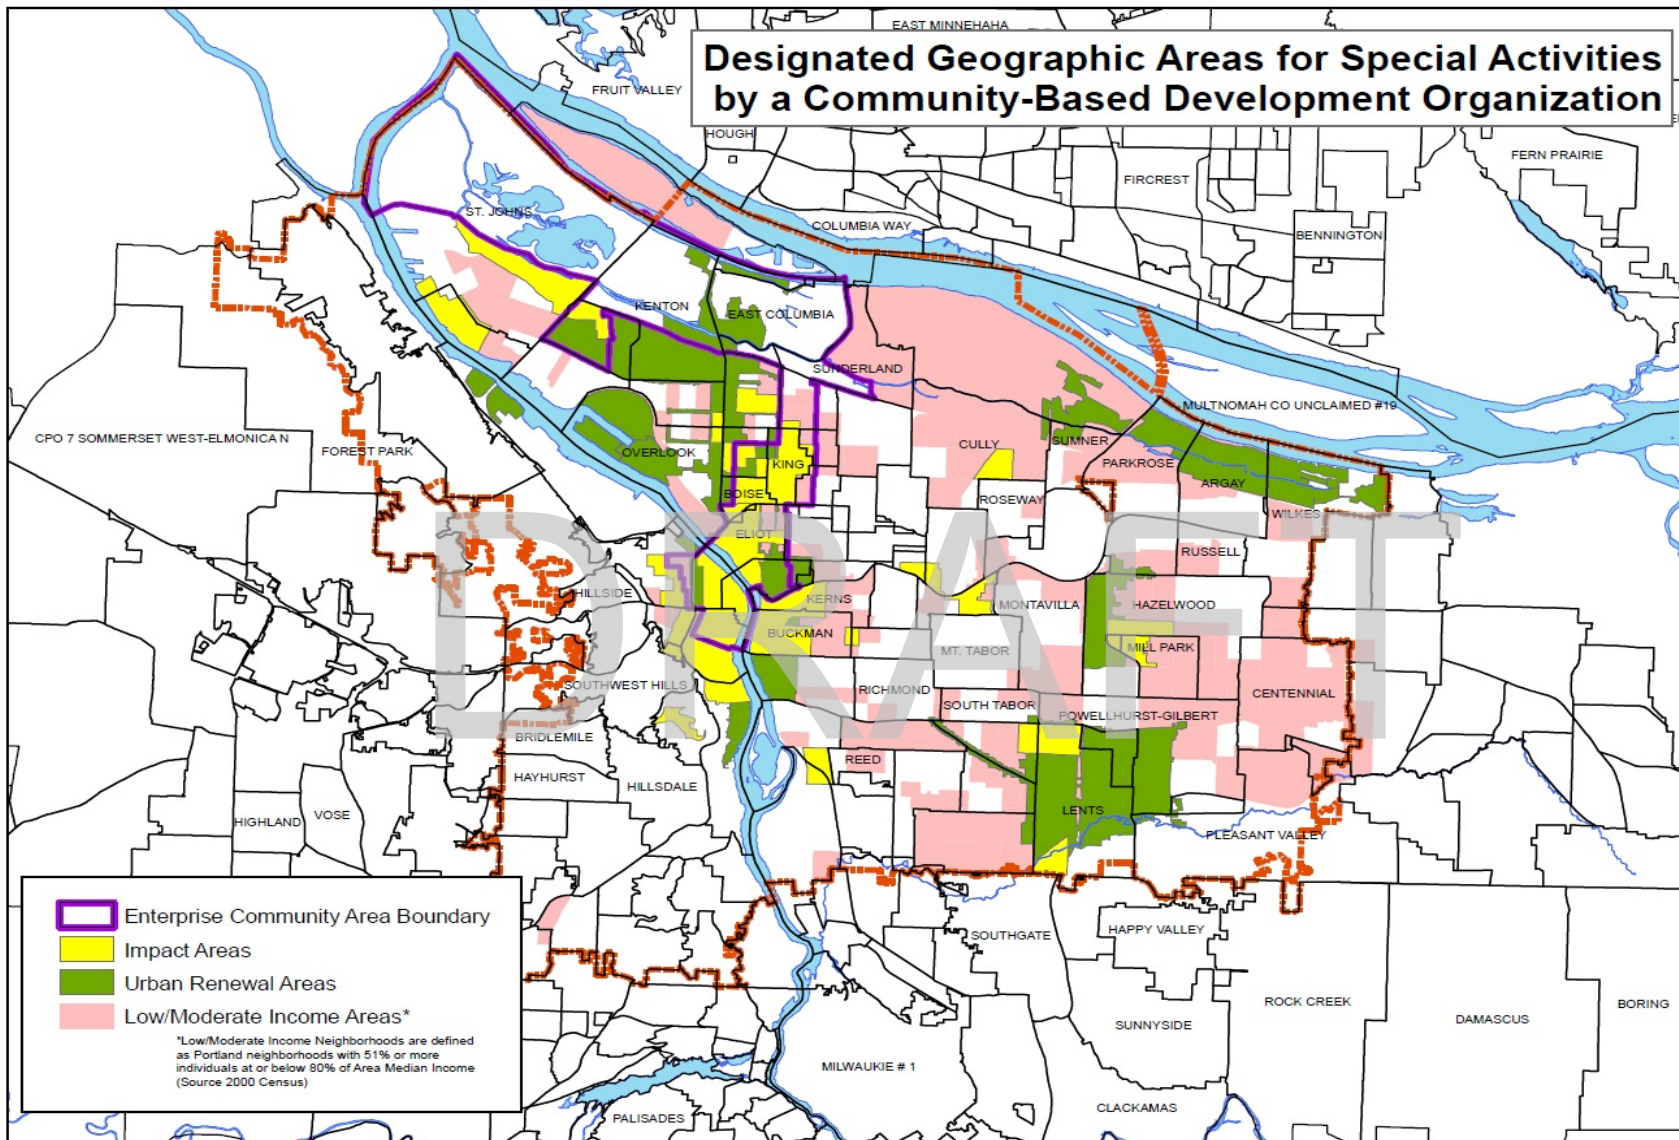 EAST MINNEHAHA
Designated Geographic Areas for Special Activities
by a Community-Based Development Organization
FRUIT VALLEY
HOUGH
FERN PRAIRIE
FIRCREST
ST. JOHNS
COLUMBIA WAY
BENNINGTON
KENTON
EAST COLUMBIA
SUNDERLAND
MULTNOMAH CO UNCLAIMED #19
CPO 7 SOMMERSET WEST-ELMONICA N
FOREST PARK
OVERLOOK
CULLY
SUMNER
KING
PARKROSE
ARGAY
BOISE
ROSEWAY
WILKES
ELIOT
RUSSELL
DRAFT
HILLSIDE
KERNS
MONTAVILLA
HAZELWOOD
BUCKMAN
MT. TABOR
MILL PARK
SOUTHWEST HILLS
RICHMOND
CENTENNIAL
SOUTH TABOR
POWELLHURST-GILBERT
BRIDLEMILE
REED
HAYHURST
HILLSDALE
LENTS
HIGHLAND
VOSE
PLEASANT VALLEY
Enterprise Community Area Boundary
Impact Areas
Urban Renewal Areas
Low/Moderate Income Areas*
*Low/Moderate Income Neighborhoods are defined
as Portland neighborhoods with 51% or more
individuals at or below 80% of Area Median Income
(Source 2000 Census)
SOUTHGATE
HAPPY VALLEY
ROCK CREEK
BORING
SUNNYSIDE
DAMASCUS
MILWAUKIE # 1
CLACKAMAS
PALISADES